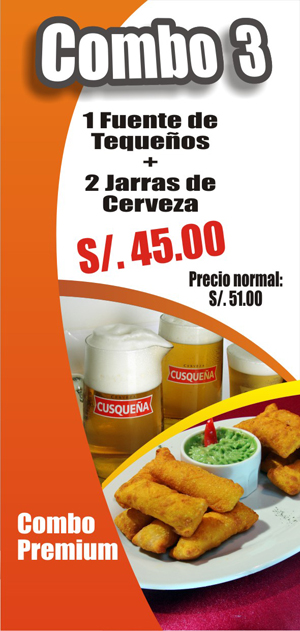 Combo 3
1 Fuente de
Tequeños
+
2 Jarras de
Cerveza
S/. 45.00
Precio normal:
S/. 51.00
CUSQUEÑA
CUSQUEÑA
Combo
Premium